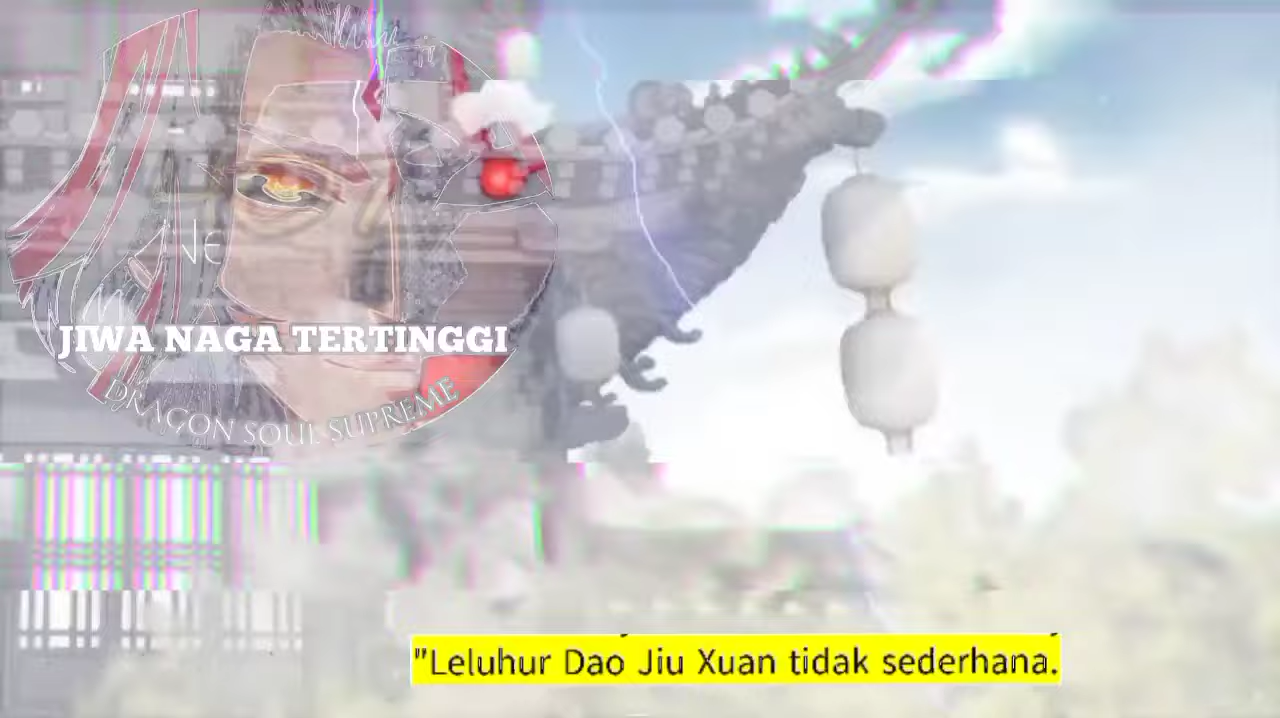 JIWA NAGA TERTINGGI
DRAGON SOUL SUPREME
"Leluhur Dao Jiu Xuan tidak sederhana.